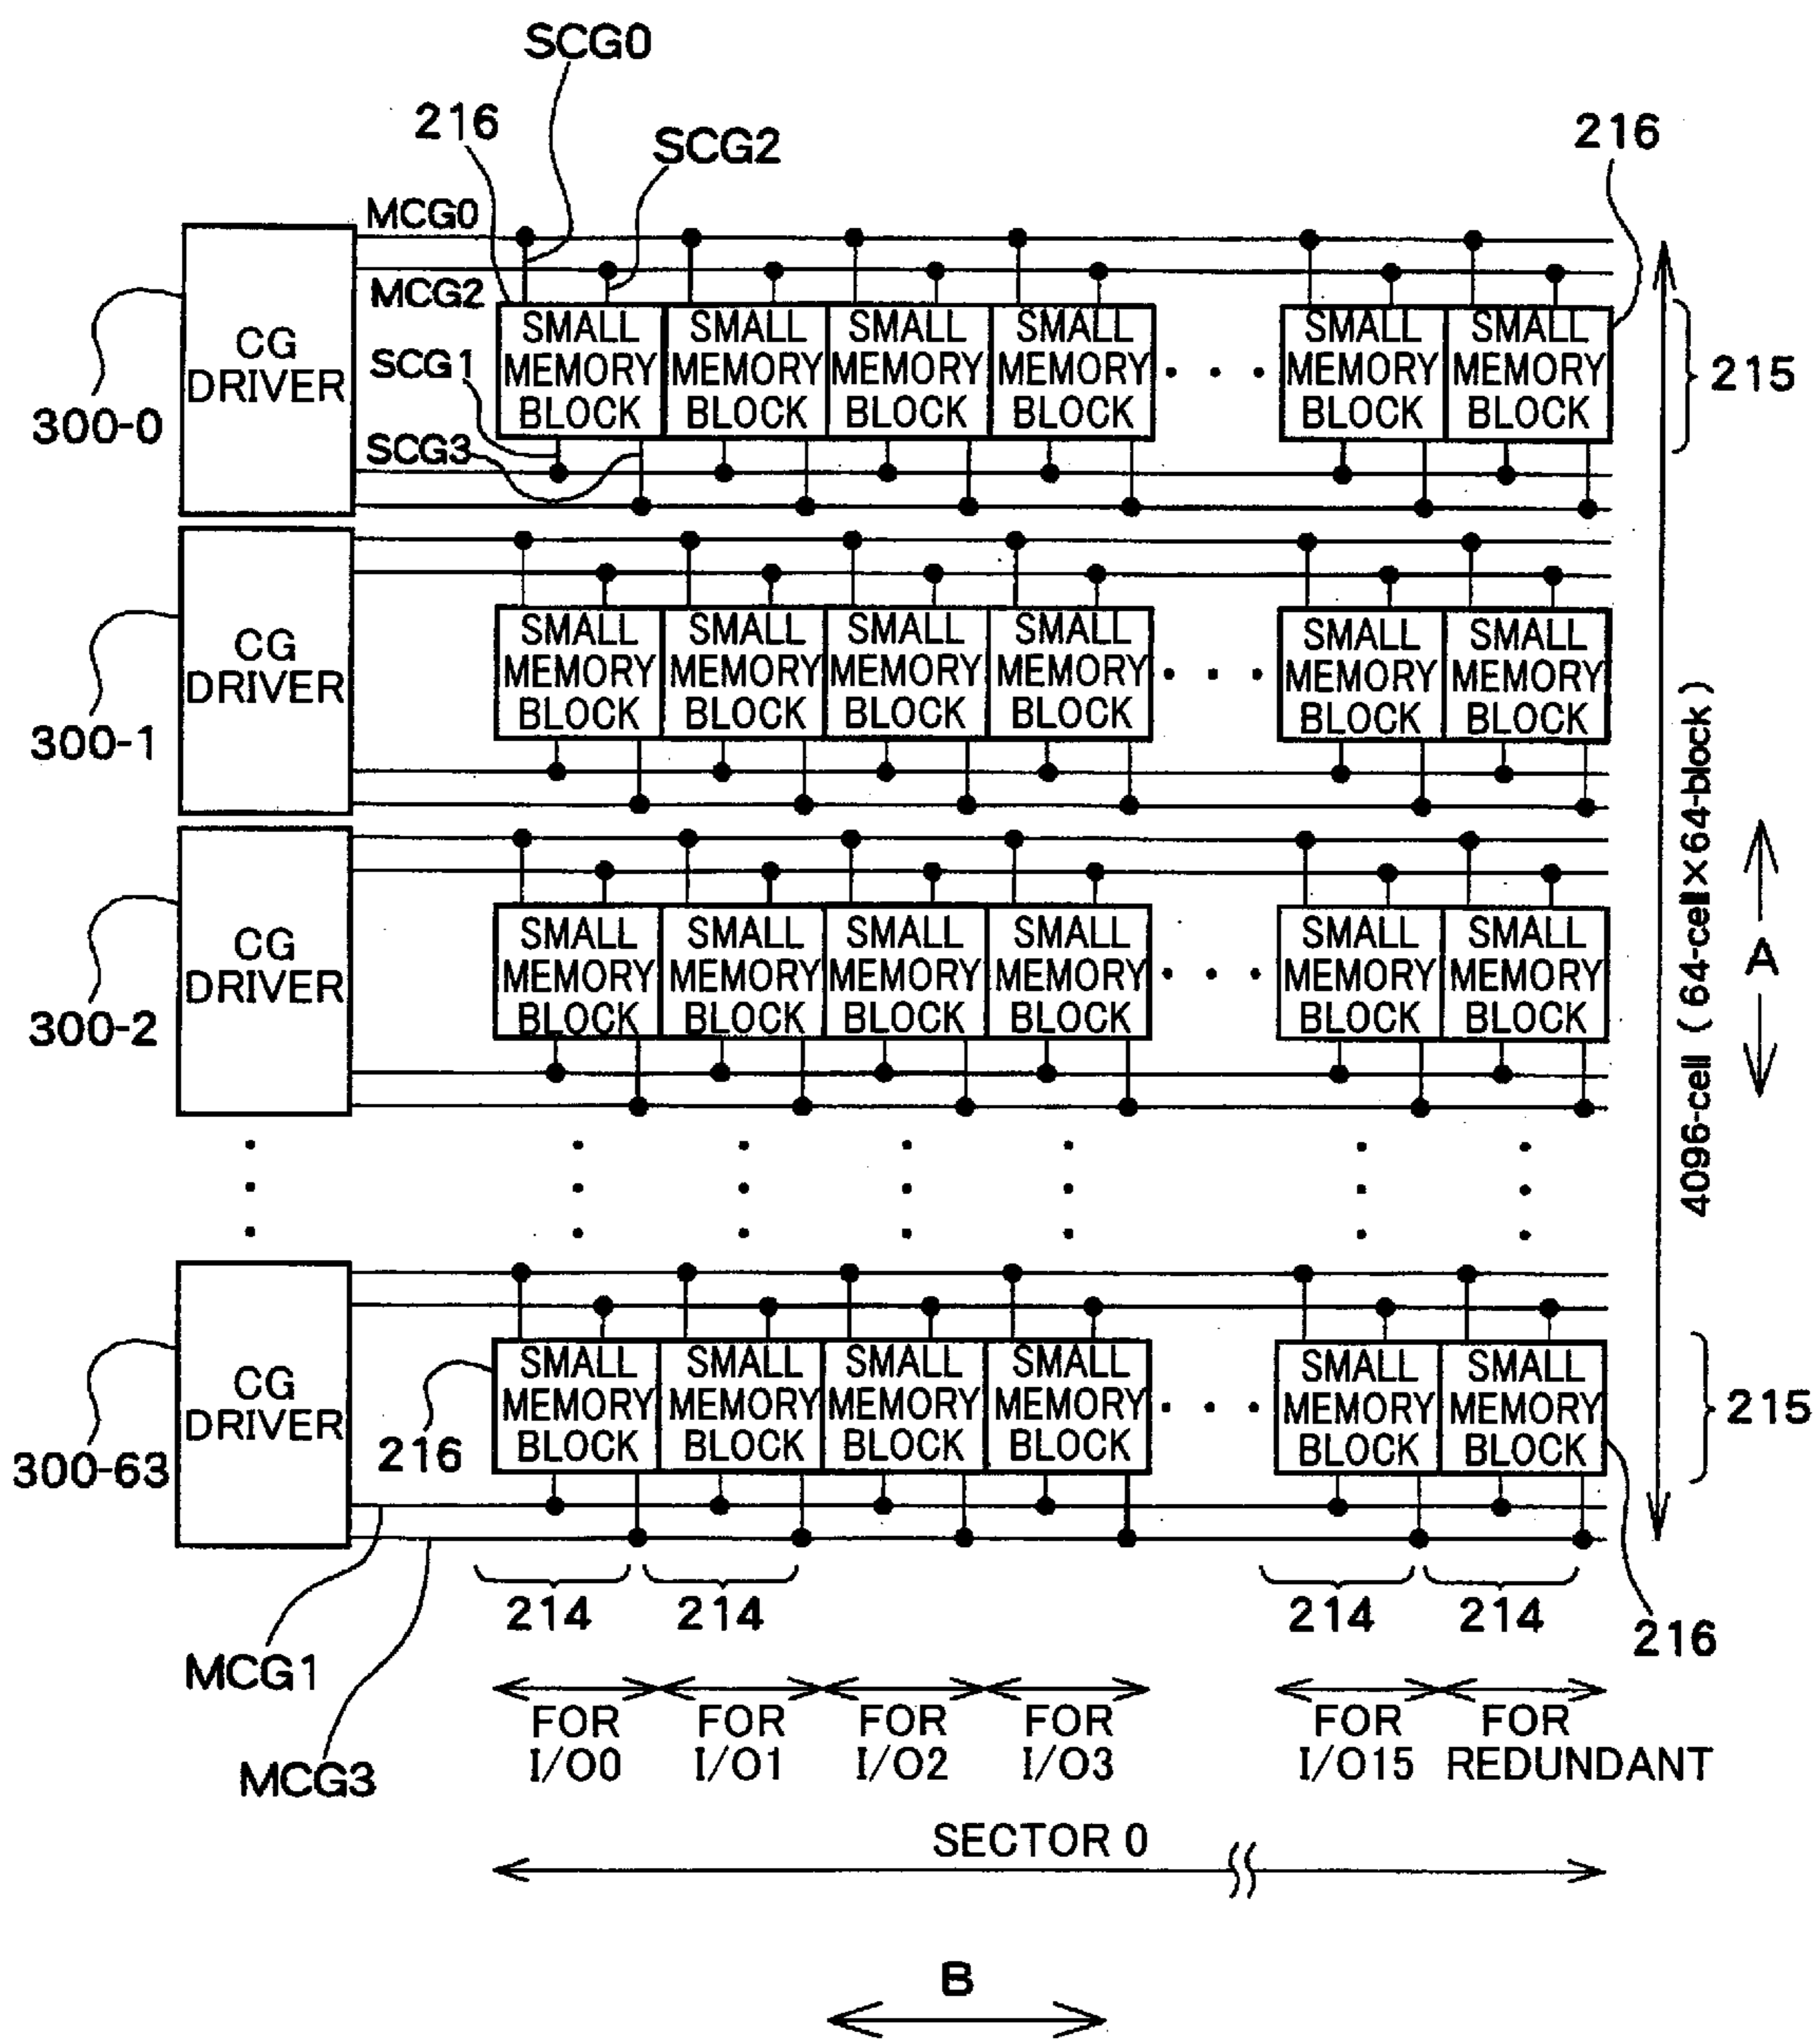 SCG0
216
SCG2
216
MCG0
MCG2
CG
DRIVER
SCG1
SCG3
300-0
SMALL MEMORY BLOCK
SMALL MEMORY BLOCK
SMALL MEMORY BLOCK
SMALL MEMORY BLOCK
SMALL MEMORY BLOCK
SMALL MEMORY BLOCK
215
CG
DRIVER
300-1
SMALL MEMORY BLOCK
SMALL MEMORY BLOCK
SMALL MEMORY BLOCK
SMALL MEMORY BLOCK
SMALL MEMORY BLOCK
SMALL MEMORY BLOCK
4096-cell (64-cell×64-block)
A
CG
DRIVER
300-2
SMALL MEMORY BLOCK
SMALL MEMORY BLOCK
SMALL MEMORY BLOCK
SMALL MEMORY BLOCK
SMALL MEMORY BLOCK
SMALL MEMORY BLOCK
CG
DRIVER
300-63
216
SMALL MEMORY BLOCK
SMALL MEMORY BLOCK
SMALL MEMORY BLOCK
SMALL MEMORY BLOCK
SMALL MEMORY BLOCK
SMALL MEMORY BLOCK
215
214
214
214
214
216
MCG1
MCG3
FOR I/O0
FOR I/O1
FOR I/O2
FOR I/O3
FOR I/O15
FOR REDUNDANT
SECTOR 0
B